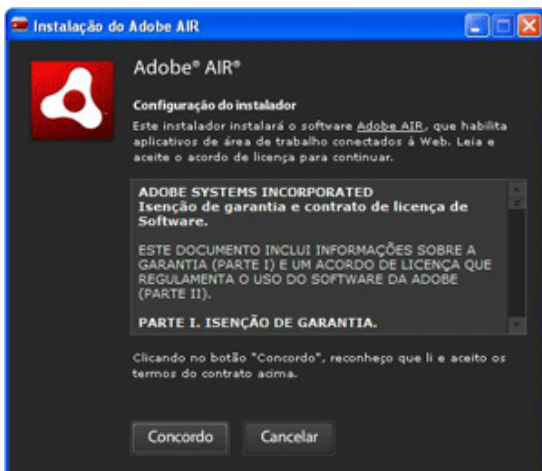 Instalação do Adobe AIR
Adobe® AIR®
Configuração do instalador
Este instalador instalará o software Adobe AIR, que habilita
aplicativos de área de trabalho conectados à Web. Leia e
aceite o acordo de licença para continuar.
ADOBE SYSTEMS INCORPORATED
Isenção de garantia e contrato de licença de
Software.
ESTE DOCUMENTO INCLUI INFORMAÇÕES SOBRE A
GARANTIA (PARTE I) E UM ACORDO DE LICENÇA QUE
REGULAMENTA O USO DO SOFTWARE DA ADOBE
(PARTE II).
PARTE I. ISENÇÃO DE GARANTIA.
Clicando no botão "Concordo", reconheço que li e aceito os
termos do contrato acima.
Concordo
Cancelar